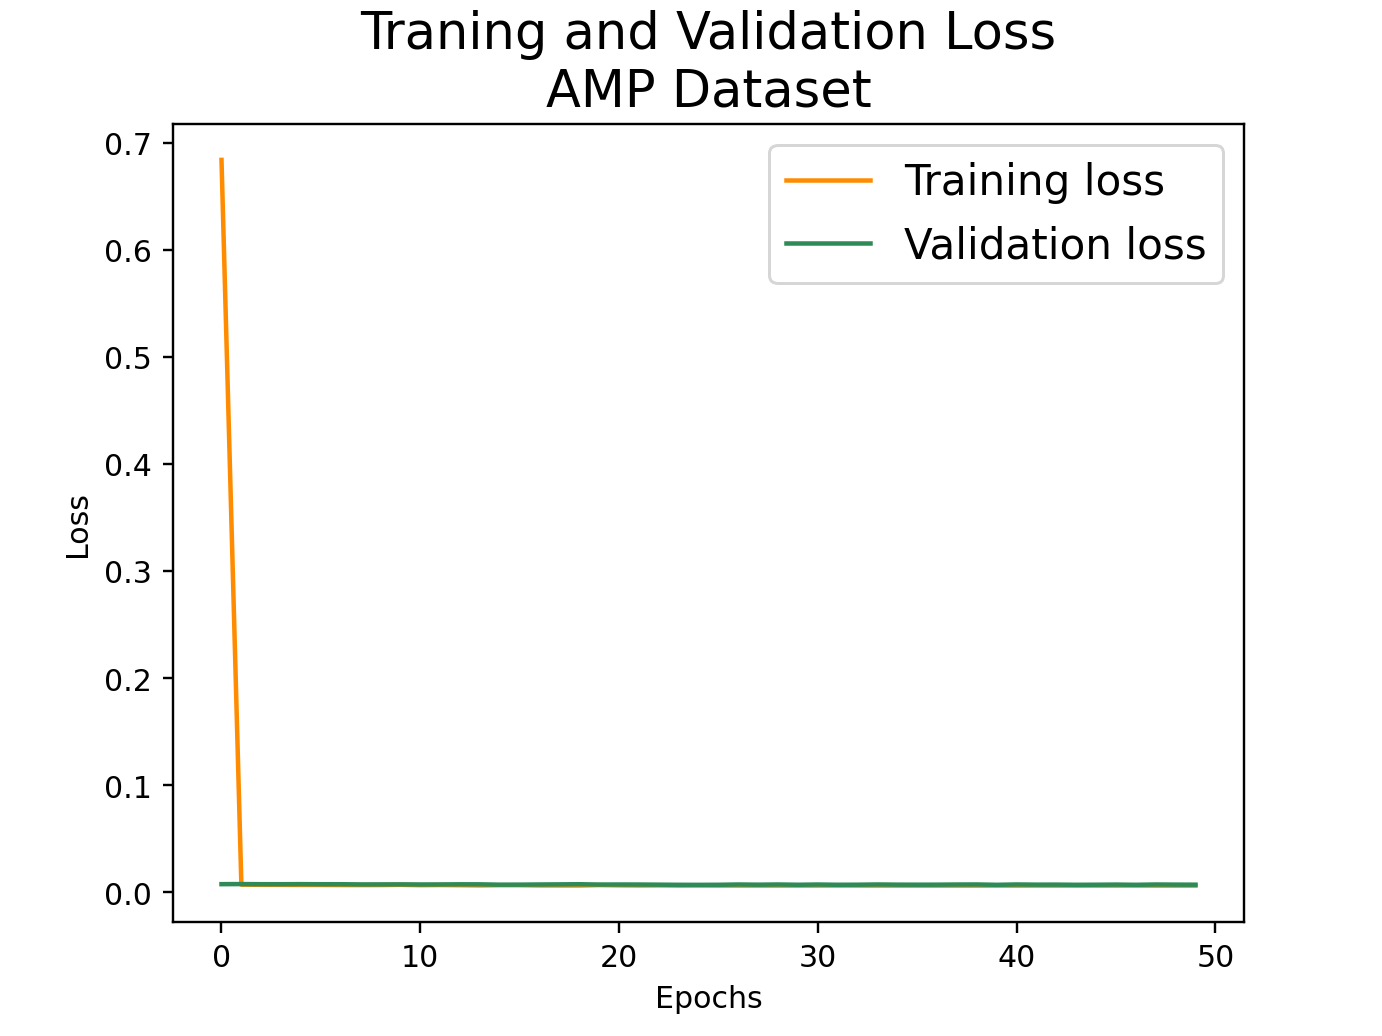 Traning and Validation Loss
AMP Dataset
Training loss
Validation loss
0.7
0.6
0.5
0.4
0.3
0.2
0.1
0.0
Loss
0 10 20 30 40 50
Epochs